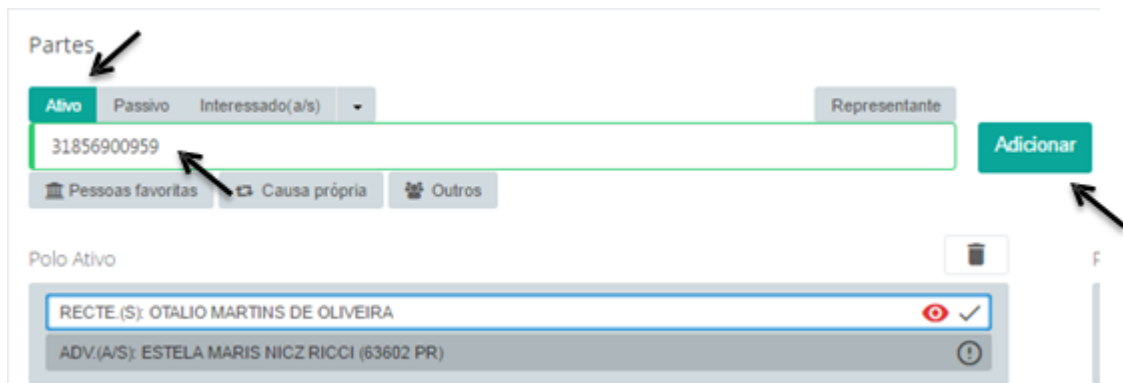 Partes
Ativo Passivo Interessado(a/s) Representante
31856900959 Adicionar
Pessoas favoritas Causa própria Outros
Polo Ativo
RECTE.(S): OTALIO MARTINS DE OLIVEIRA
ADV.(A/S): ESTELA MARIS NICZ RICCI (63602 PR)